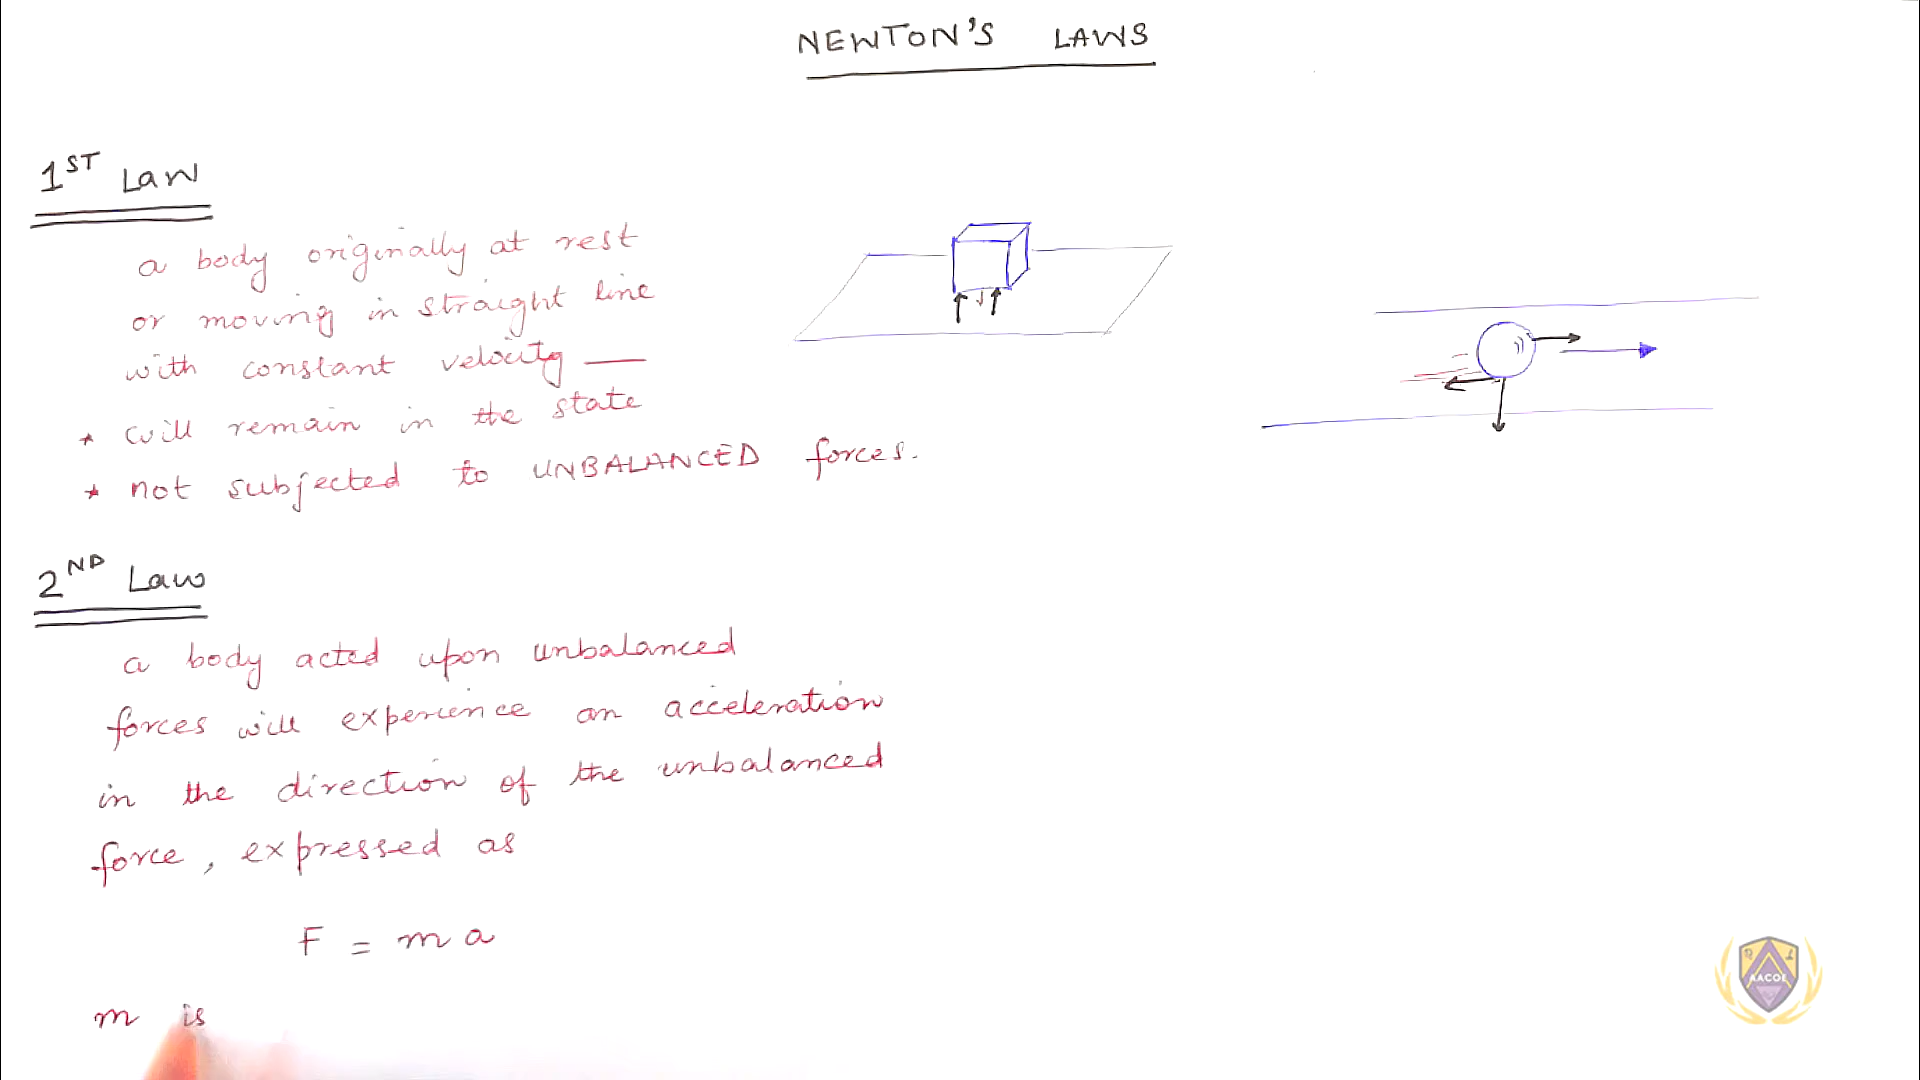 NEWTON'S LAWS
1ST Law
a body originally at rest
or moving in straight line
with constant velocity —
* will remain in the state
* not subjected to UNBALANCED forces.
2ND Law
a body acted upon unbalanced
forces will experience an acceleration
in the direction of the unbalanced
force, expressed as
F = ma
m is
AACOE